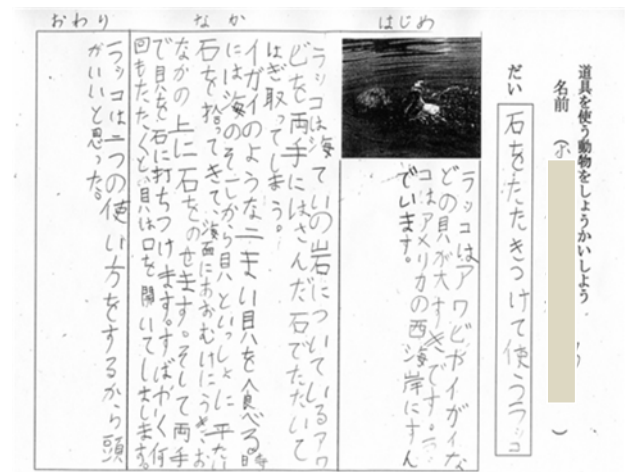 道具を使う動物をしょうかいしよう
名前(
)
だい 石をたたきつけて使うラッコ
はじめ
ラッコはアワビやイガイな
どの貝が大すきです。ラッ
コはアメリカの西海岸にすん
でいます。
なか
ラッコは海ていの岩についているアワ
ビを両手にはさんだ石でたたいて
はぎ取ってしまう。
イガイのような二まい貝を食べる時
には海のそこから貝といっしょに平たい
石を拾ってきて、海面にあおむけにうき、お
なかの上に石をのせます。そして両手
で貝を石に打ちつけます。すばやく何
回もたたくと、貝は口を開いてしまします。
おわり
ラッコは二つの使い方をするから頭
がいいと思った。